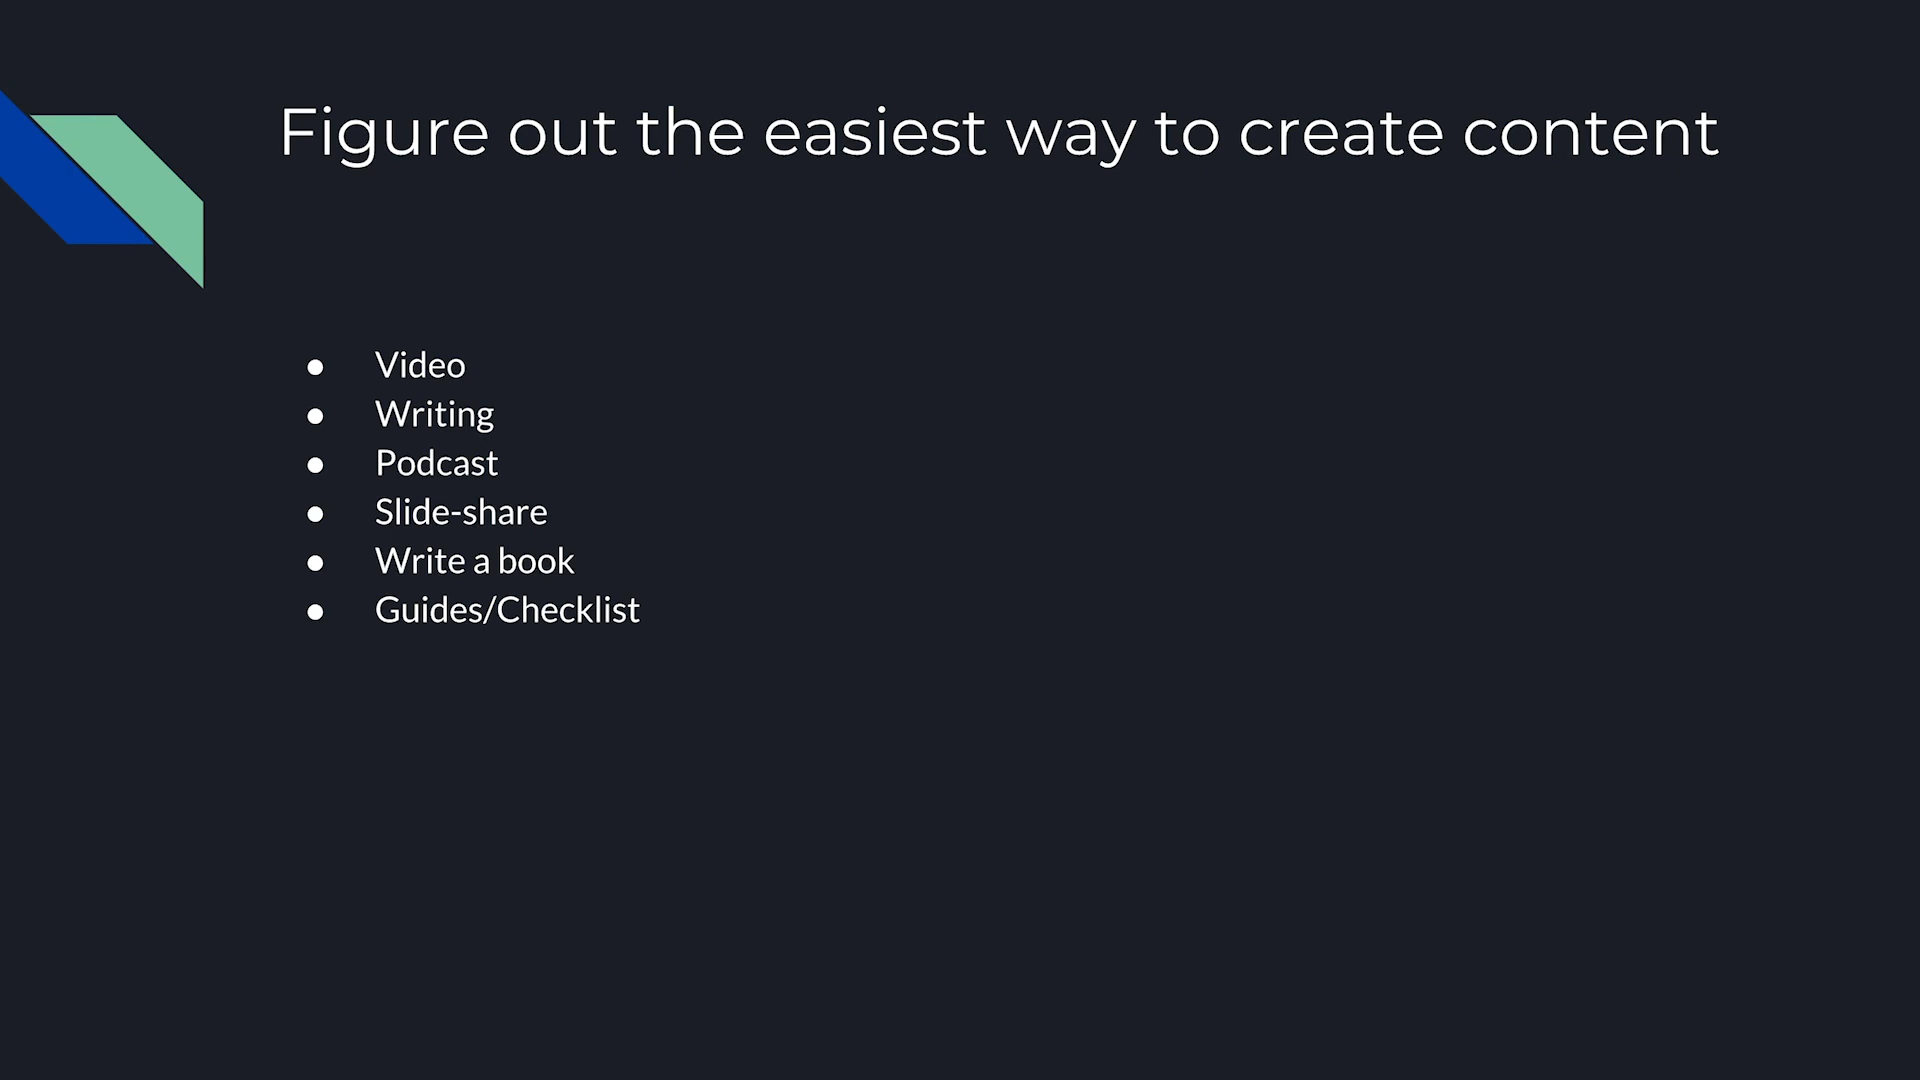 Figure out the easiest way to create content
● Video
● Writing
● Podcast
● Slide-share
● Write a book
● Guides/Checklist